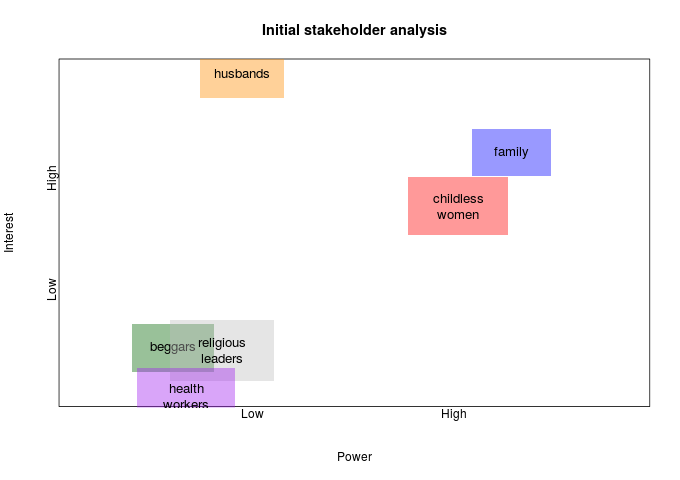 Initial stakeholder analysis
husbands
family
High
childless
women
Interest
Low
beggars
religious
leaders
health
workers
Low
High
Power